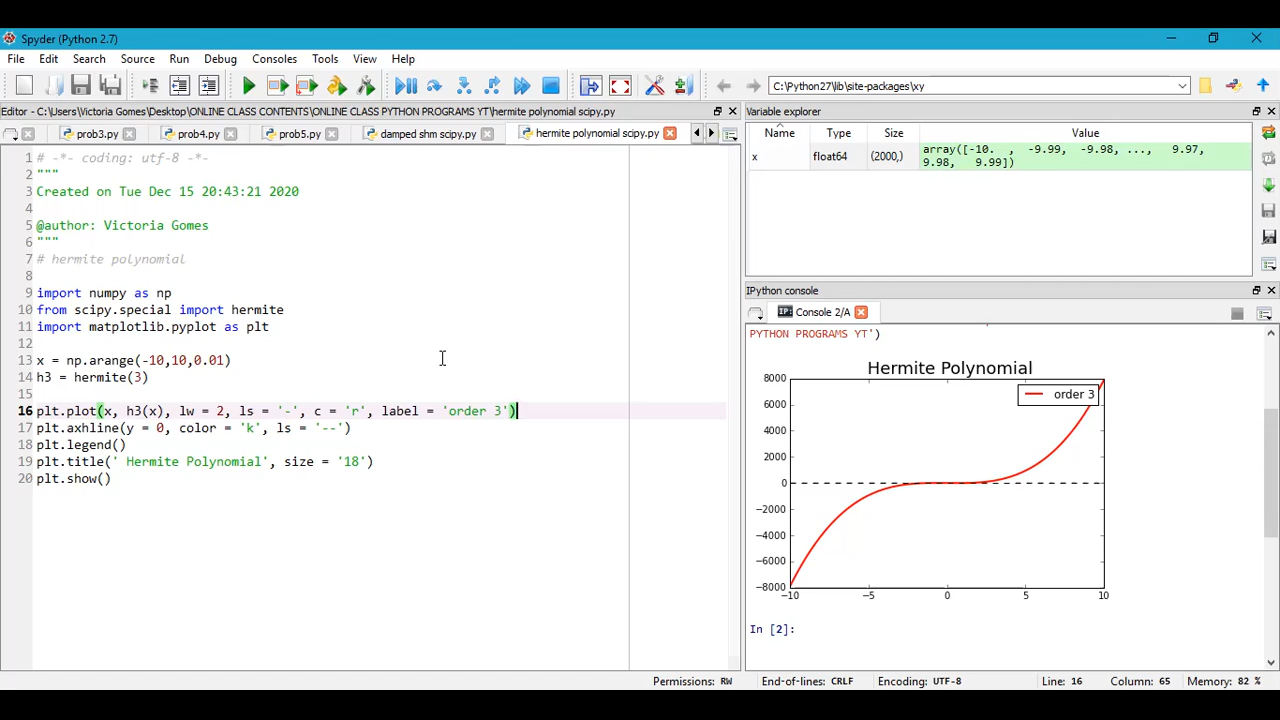 Spyder (Python 2.7)
File Edit Search Source Run Debug Consoles Tools View Help
C:\Python27\lib\site-packages\xy
Editor - C:\Users\Victoria Gomes\Desktop\ONLINE CLASS CONTENTS\ONLINE CLASS PYTHON PROGRAMS YT\hermite polynomial scipy.py
prob3.py prob4.py prob5.py damped shm scipy.py hermite polynomial scipy.py
1 # -*- coding: utf-8 -*-
2 """
3 Created on Tue Dec 15 20:43:21 2020
4
5 @author: Victoria Gomes
6 """
7 # hermite polynomial
8
9 import numpy as np
10 from scipy.special import hermite
11 import matplotlib.pyplot as plt
12
13 x = np.arange(-10,10,0.01)
14 h3 = hermite(3)
15
16 plt.plot(x, h3(x), lw = 2, ls = '-', c = 'r', label = 'order 3')
17 plt.axhline(y = 0, color = 'k', ls = '--')
18 plt.legend()
19 plt.title(' Hermite Polynomial', size = '18')
20 plt.show()
Variable explorer
Name Type Size Value
x float64 (2000,) array([-10. , -9.99, -9.98, ..., 9.97,
9.98, 9.99])
IPython console
Console 2/A
PYTHON PROGRAMS YT')
Hermite Polynomial
order 3
8000
6000
4000
2000
0
−2000
−4000
−6000
−8000
−10 −5 0 5 10
In [2]:
Permissions: RW End-of-lines: CRLF Encoding: UTF-8 Line: 16 Column: 65 Memory: 82 %